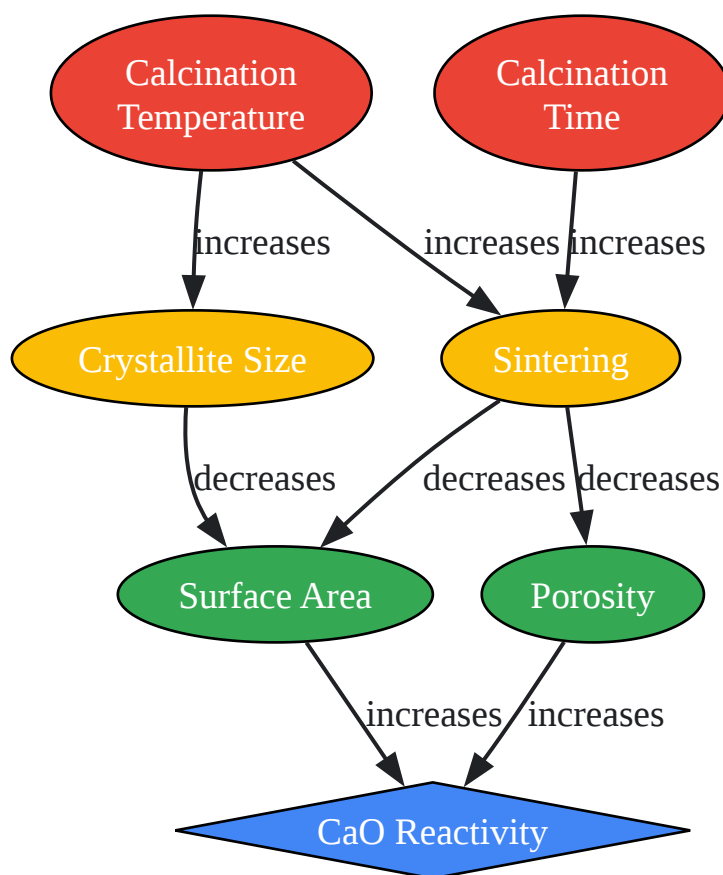 Calcination
Temperature
Calcination
Time
increases
increases
increases
Crystallite Size
Sintering
decreases
decreases
decreases
Surface Area
Porosity
increases
increases
CaO Reactivity